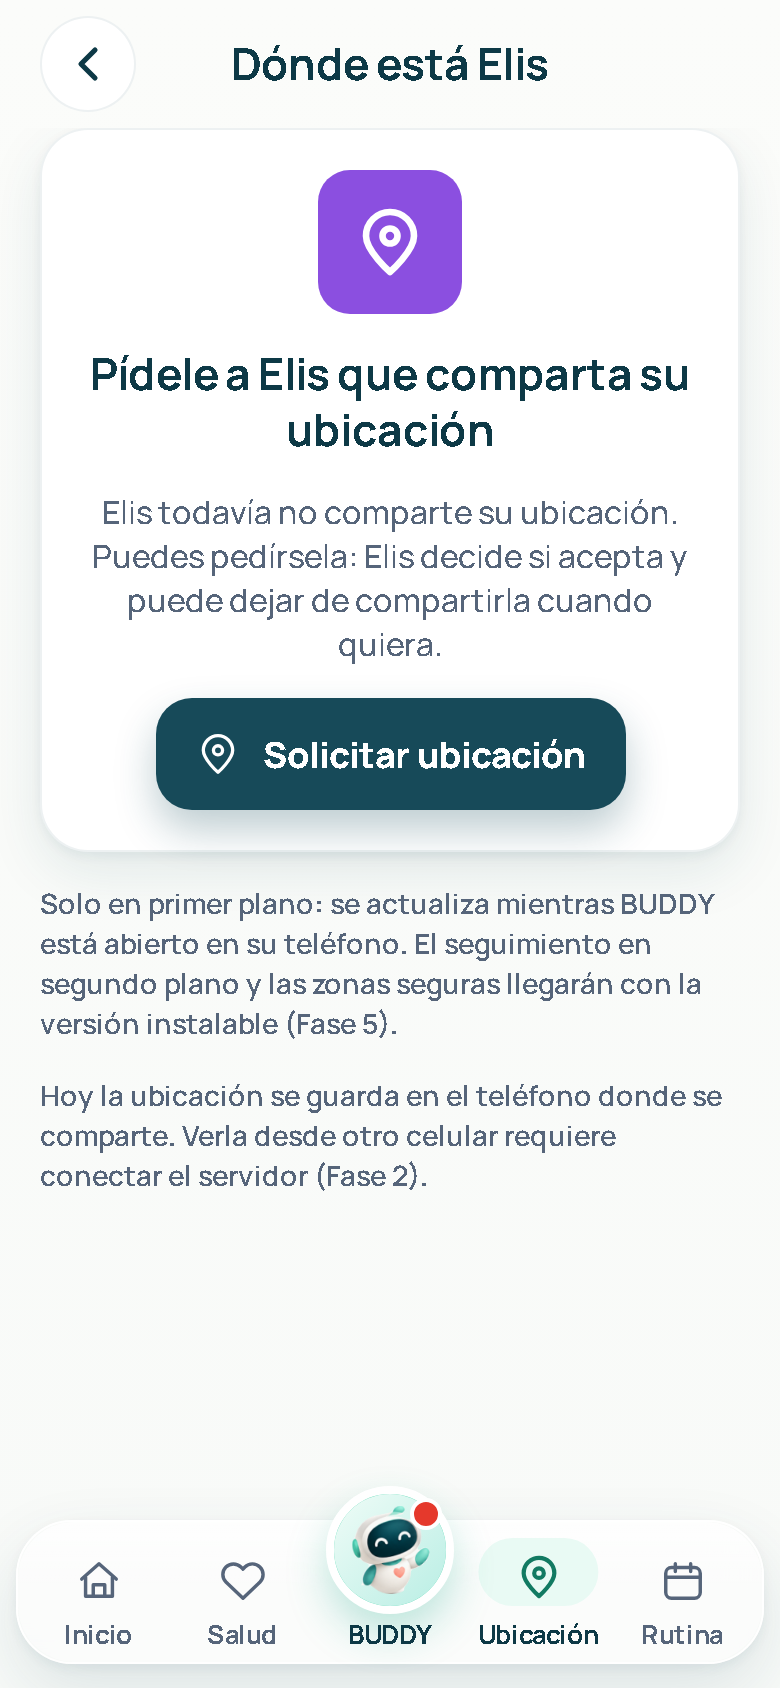 Dónde está Elis
Pídele a Elis que comparta su
ubicación
Elis todavía no comparte su ubicación.
Puedes pedírsela: Elis decide si acepta y
puede dejar de compartirla cuando
quiera.
Solicitar ubicación
Solo en primer plano: se actualiza mientras BUDDY
está abierto en su teléfono. El seguimiento en
segundo plano y las zonas seguras llegarán con la
versión instalable (Fase 5).
Hoy la ubicación se guarda en el teléfono donde se
comparte. Verla desde otro celular requiere
conectar el servidor (Fase 2).
Inicio
Salud
BUDDY
Ubicación
Rutina